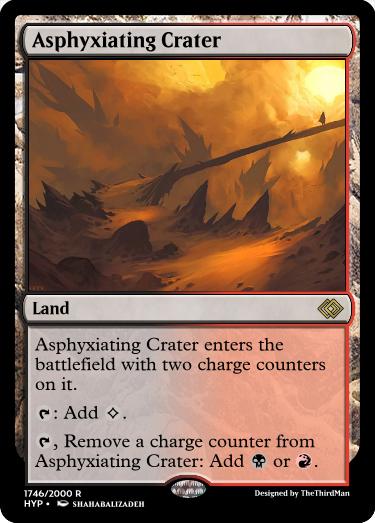 Asphyxiating Crater
Land
Asphyxiating Crater enters the
battlefield with two charge counters
on it.
: Add .
, Remove a charge counter from
Asphyxiating Crater: Add or .
1746/2000 R
HYP • SHAHABALIZADEH
Designed by TheThirdMan